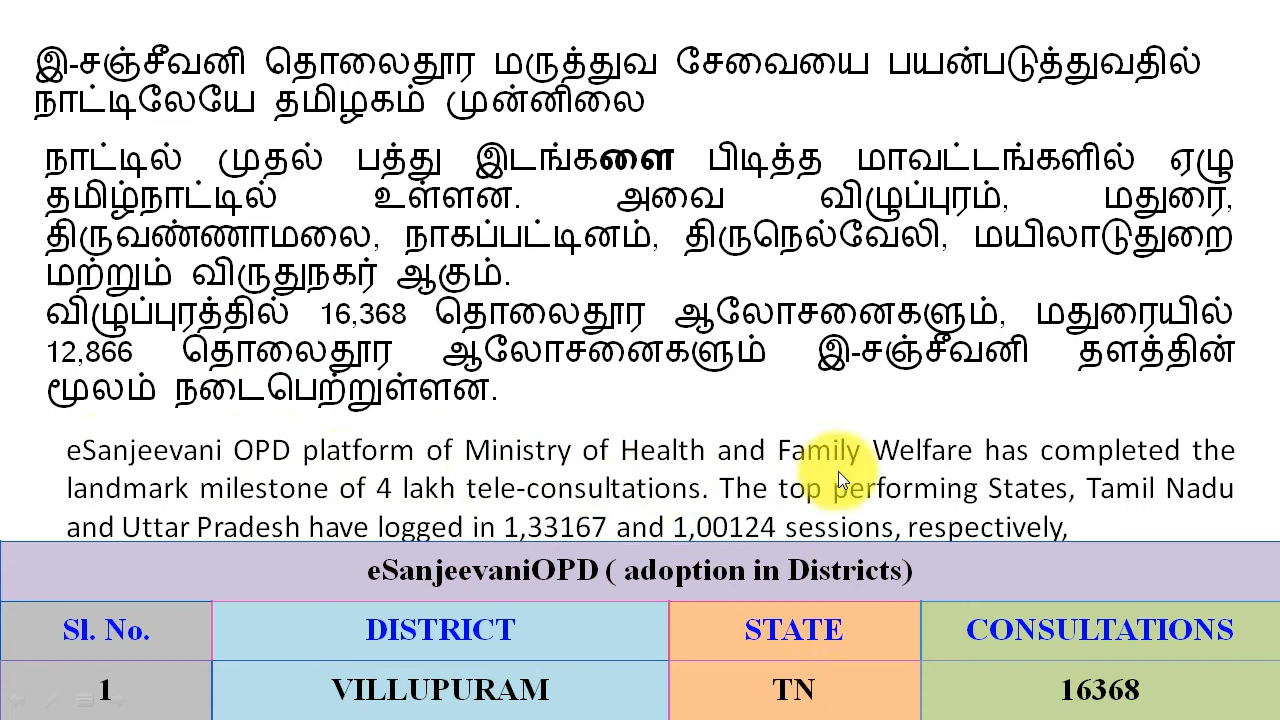 இ-சஞ்சீவனி தொலைதூர மருத்துவ சேவையை பயன்படுத்துவதில்
நாட்டிலேயே தமிழகம் முன்னிலை
நாட்டில் முதல் பத்து இடங்களை பிடித்த மாவட்டங்களில் ஏழு
தமிழ்நாட்டில் உள்ளன. அவை விழுப்புரம், மதுரை,
திருவண்ணாமலை, நாகப்பட்டினம், திருநெல்வேலி, மயிலாடுதுறை
மற்றும் விருதுநகர் ஆகும்.
விழுப்புரத்தில் 16,368 தொலைதூர ஆலோசனைகளும், மதுரையில்
12,866 தொலைதூர ஆலோசனைகளும் இ-சஞ்சீவனி தளத்தின்
மூலம் நடைபெற்றுள்ளன.
eSanjeevani OPD platform of Ministry of Health and Family Welfare has completed the
landmark milestone of 4 lakh tele-consultations. The top performing States, Tamil Nadu
and Uttar Pradesh have logged in 1,33167 and 1,00124 sessions, respectively,
eSanjeevaniOPD ( adoption in Districts)
Sl. No. DISTRICT STATE CONSULTATIONS
1 VILLUPURAM TN 16368